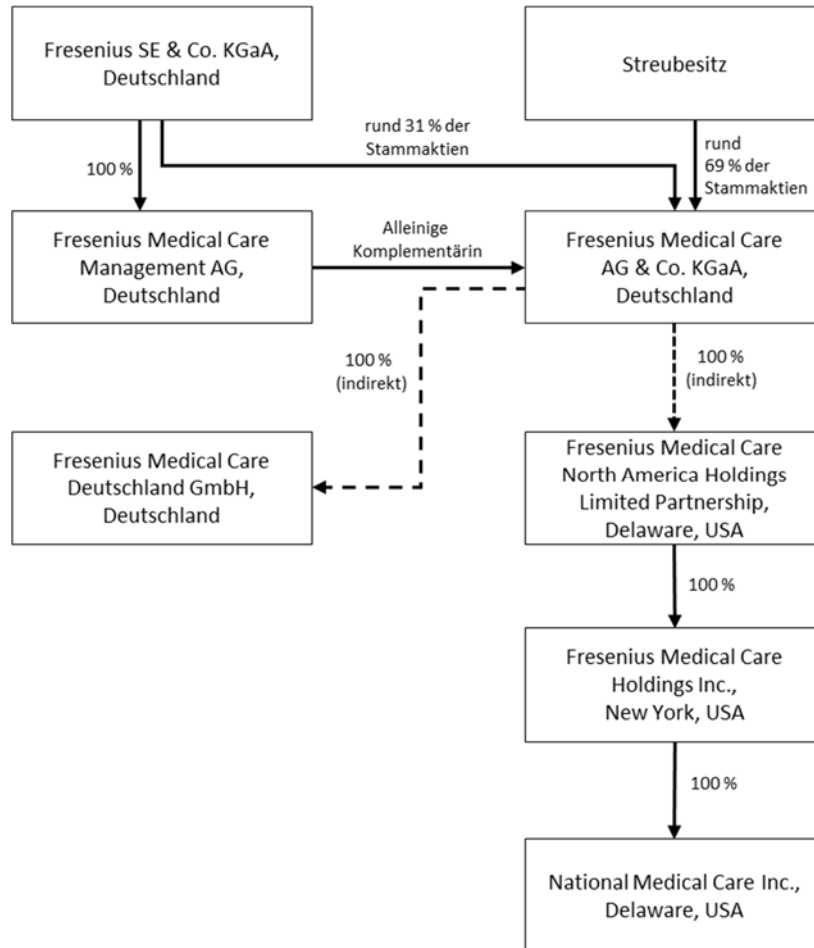 Fresenius SE & Co. KGaA,
Deutschland
Streubesitz
rund 31 % der
Stammaktien
rund
69 % der
Stammaktien
100 %
Fresenius Medical Care
Management AG,
Deutschland
Alleinige
Komplementärin
Fresenius Medical Care
AG & Co. KGaA,
Deutschland
100 %
(indirekt)
100 %
(indirekt)
Fresenius Medical Care
Deutschland GmbH,
Deutschland
Fresenius Medical Care
North America Holdings
Limited Partnership,
Delaware, USA
100 %
Fresenius Medical Care
Holdings Inc.,
New York, USA
100 %
National Medical Care Inc.,
Delaware, USA